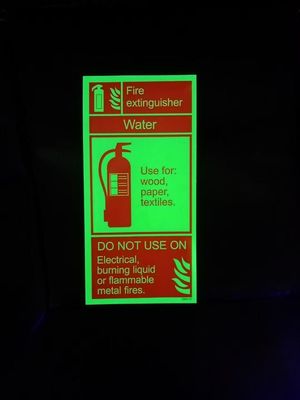 Fire
extinguisher
Water
Use for:
wood,
paper,
textiles.
DO NOT USE ON
Electrical,
burning liquid
or flammable
metal fires.